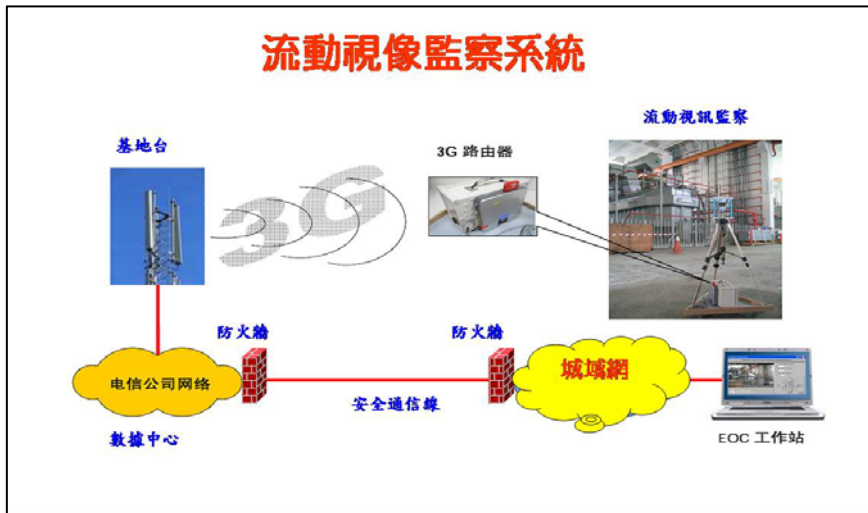 流動視像監察系統
流動視訊監察
基地台
3G 路由器
3G
防火牆
防火牆
电信公司网络
城域網
安全通信線
數據中心
EOC 工作站